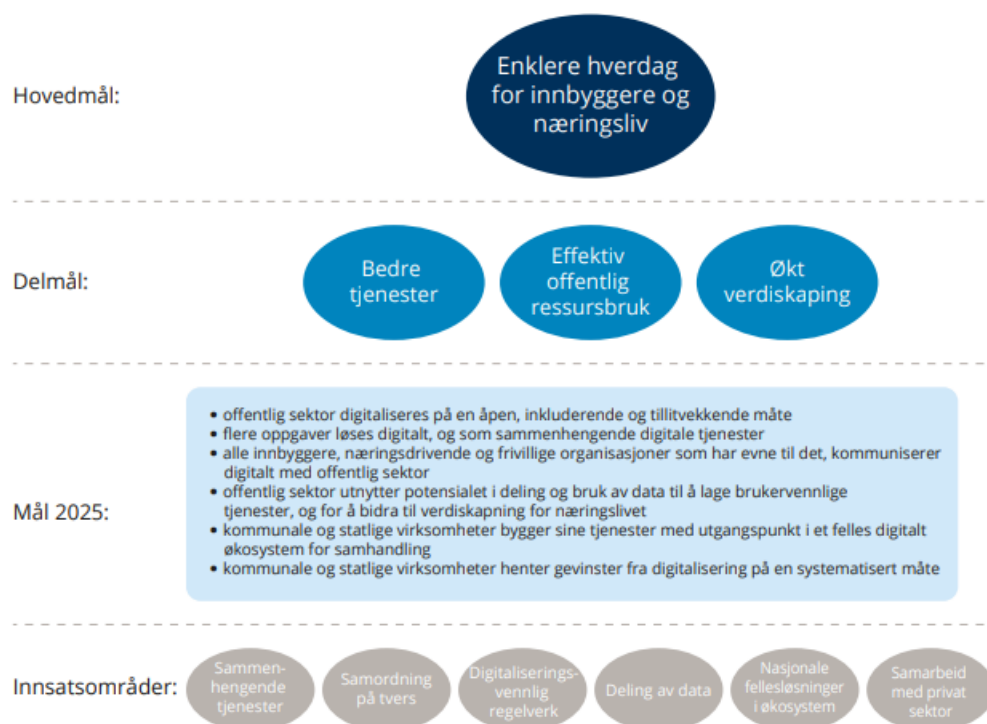 Hovedmål:
Enklere hverdag
for innbyggere og
næringsliv
Delmål:
Bedre
tjenester
Effektiv
offentlig
ressursbruk
Økt
verdiskaping
Mål 2025:
• offentlig sektor digitaliseres på en åpen, inkluderende og tillitvekkende måte
• flere oppgaver løses digitalt, og som sammenhengende digitale tjenester
• alle innbyggere, næringsdrivende og frivillige organisasjoner som har evne til det, kommuniserer
digitalt med offentlig sektor
• offentlig sektor utnytter potensialet i deling og bruk av data til å lage brukervennlige
tjenester, og for å bidra til verdiskapning for næringslivet
• kommunale og statlige virksomheter bygger sine tjenester med utgangspunkt i et felles digitalt
økosystem for samhandling
• kommunale og statlige virksomheter henter gevinster fra digitalisering på en systematisert måte
Innsatsområder:
Sammen-
hengende
tjenester
Samordning
på tvers
Digitaliserings-
vennlig
regelverk
Deling av data
Nasjonale
fellesløsninger
i økosystem
Samarbeid
med privat
sektor